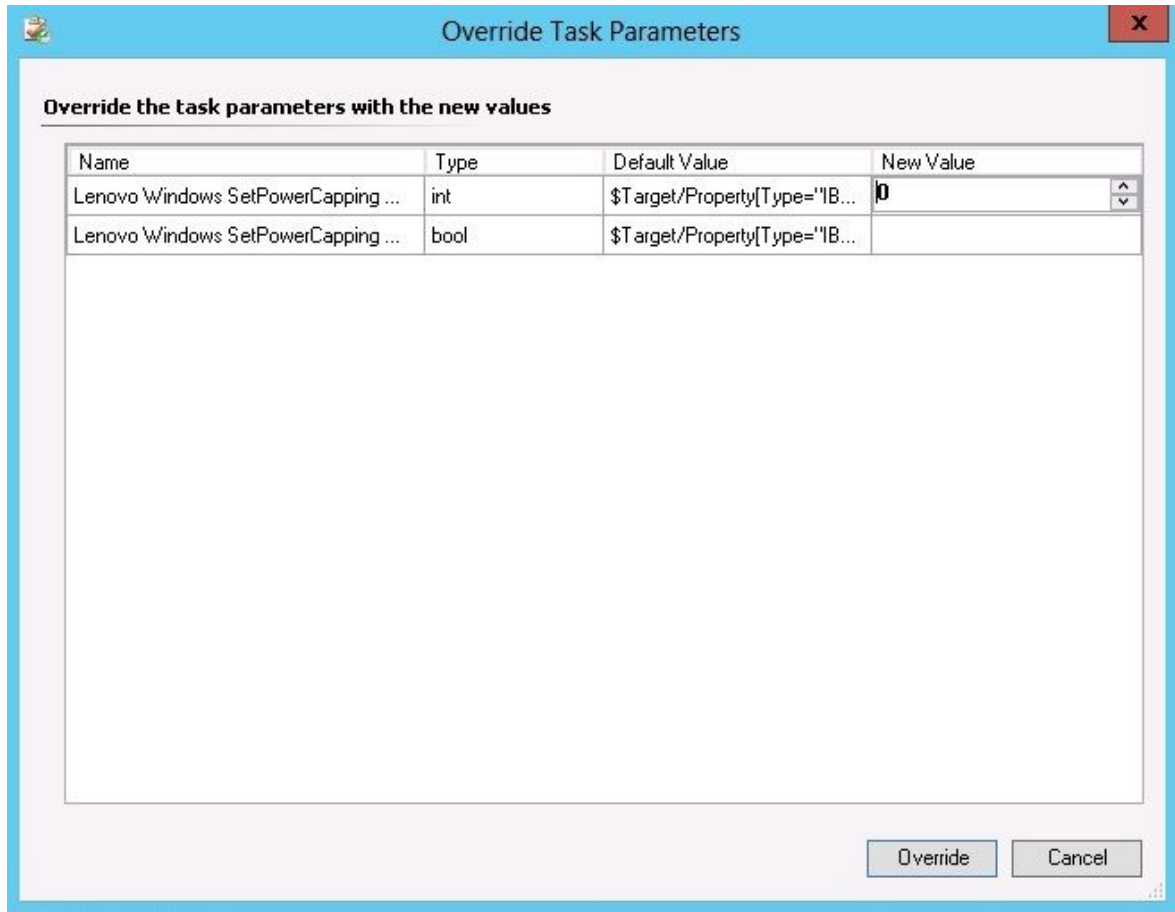 Override Task Parameters
x
Override the task parameters with the new values
Name Type Default Value New Value
Lenovo Windows SetPowerCapping ... int $Target/Property[Type="IB... 0
Lenovo Windows SetPowerCapping ... bool $Target/Property[Type="IB...
Override Cancel